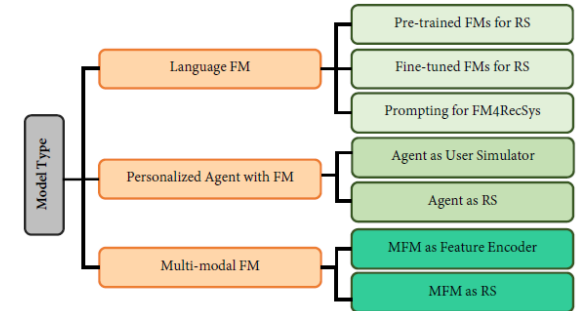 Model Type
Language FM
Pre-trained FMs for RS
Fine-tuned FMs for RS
Prompting for FM4RecSys
Personalized Agent with FM
Agent as User Simulator
Agent as RS
Multi-modal FM
MFM as Feature Encoder
MFM as RS